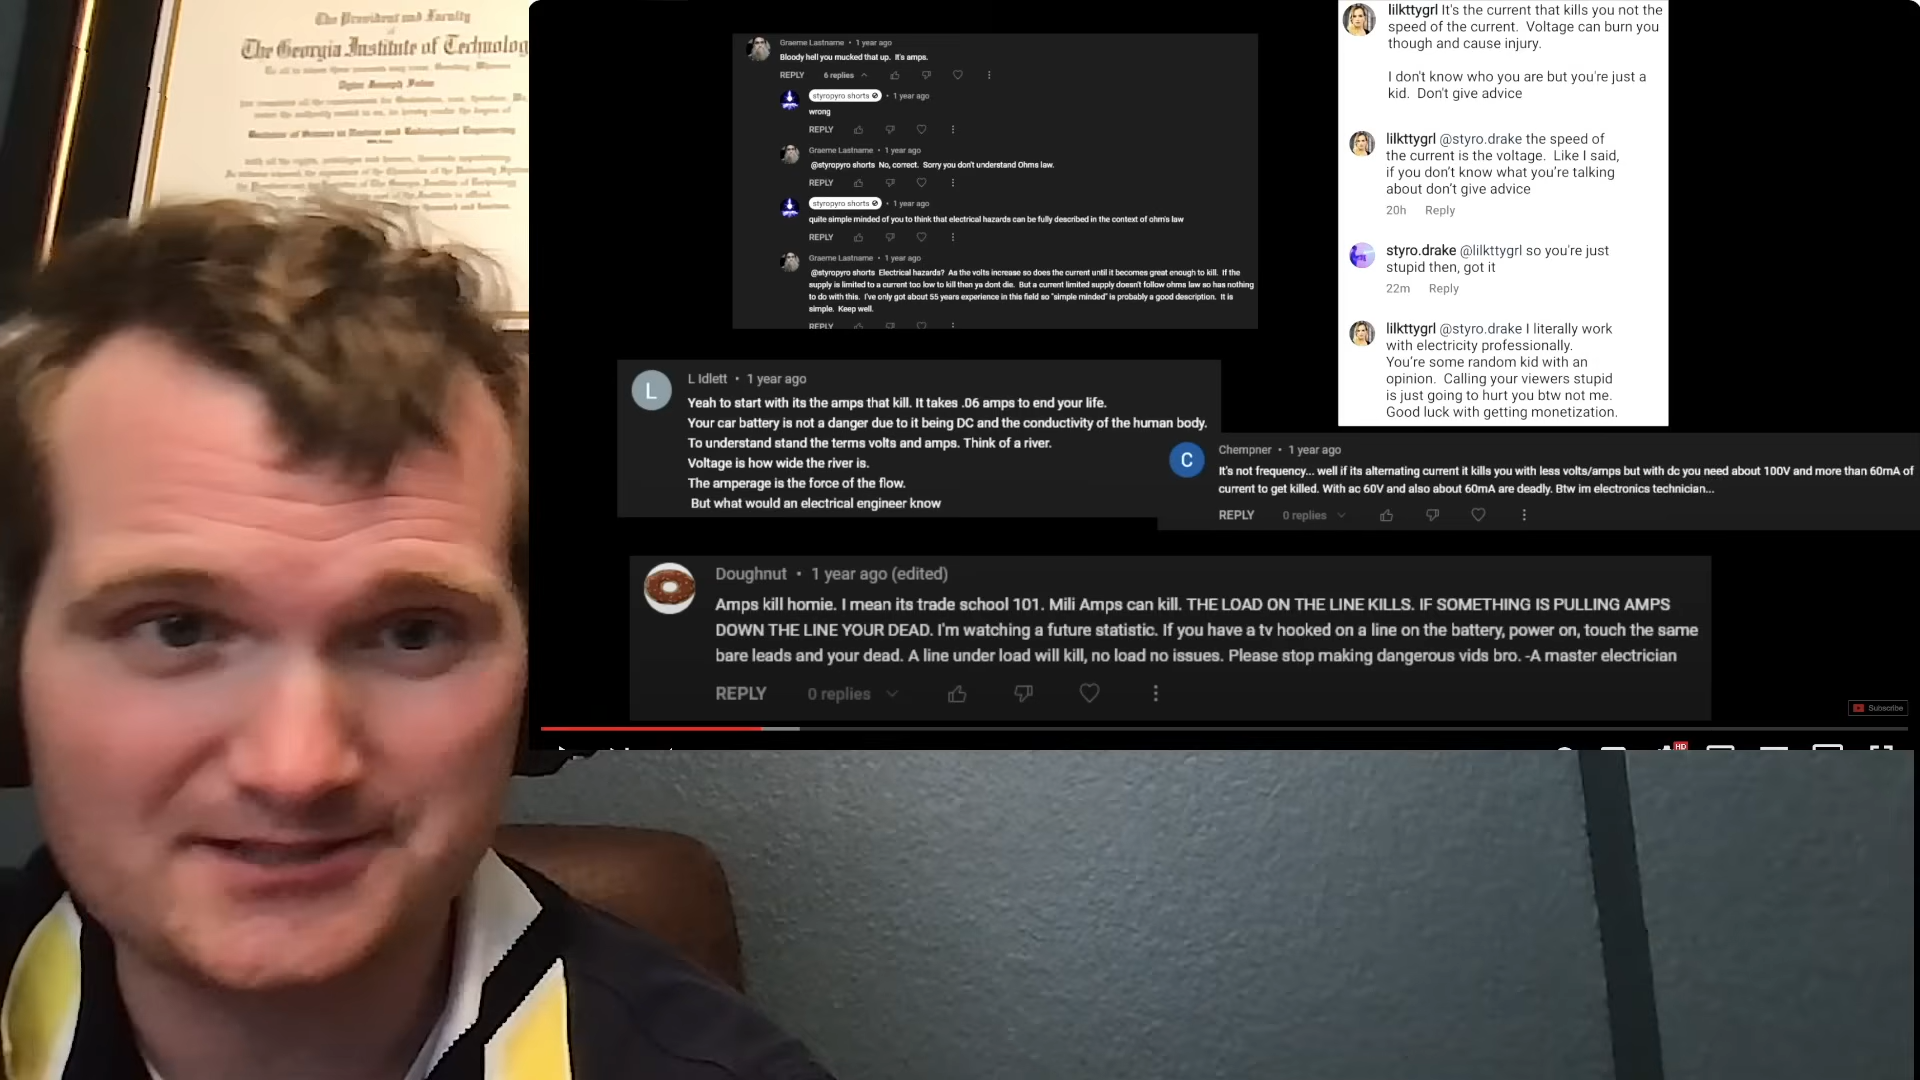 The President and Faculty
of
The Georgia Institute of Technolog
Graeme Lastname • 1 year ago
Bloody hell you mucked that up. It's amps.
REPLY 6 replies
styropyro shorts • 1 year ago
wrong
REPLY
Graeme Lastname • 1 year ago
@styropyro shorts No, correct. Sorry you don't understand Ohms law.
REPLY
styropyro shorts • 1 year ago
quite simple minded of you to think that electrical hazards can be fully described in the context of ohm's law
REPLY
Graeme Lastname • 1 year ago
@styropyro shorts Electrical hazards? As the volts increase so does the current until it becomes great enough to kill. If the
supply is limited to a current too low to kill then ya dont die. But a current limited supply doesn't follow ohms law so has nothing
to do with this. I've only got about 55 years experience in this field so "simple minded" is probably a good description. It is
simple. Keep well.
REPLY
lilkttygrl It's the current that kills you not the
speed of the current. Voltage can burn you
though and cause injury.
I don't know who you are but you're just a
kid. Don't give advice
lilkttygrl @styro.drake the speed of
the current is the voltage. Like I said,
if you don't know what you're talking
about don't give advice
20h Reply
styro.drake @lilkttygrl so you're just
stupid then, got it
22m Reply
lilkttygrl @styro.drake I literally work
with electricity professionally.
You're some random kid with an
opinion. Calling your viewers stupid
is just going to hurt you btw not me.
Good luck with getting monetization.
L
L Idlett • 1 year ago
Yeah to start with its the amps that kill. It takes .06 amps to end your life.
Your car battery is not a danger due to it being DC and the conductivity of the human body.
To understand stand the terms volts and amps. Think of a river.
Voltage is how wide the river is.
The amperage is the force of the flow.
But what would an electrical engineer know
C
Chempner • 1 year ago
It's not frequency... well if its alternating current it kills you with less volts/amps but with dc you need about 100V and more than 60mA of
current to get killed. With ac 60V and also about 60mA are deadly. Btw im electronics technician...
REPLY 0 replies
Doughnut • 1 year ago (edited)
Amps kill homie. I mean its trade school 101. Mili Amps can kill. THE LOAD ON THE LINE KILLS. IF SOMETHING IS PULLING AMPS
DOWN THE LINE YOUR DEAD. I'm watching a future statistic. If you have a tv hooked on a line on the battery, power on, touch the same
bare leads and your dead. A line under load will kill, no load no issues. Please stop making dangerous vids bro. -A master electrician
REPLY 0 replies
Subscribe
HD